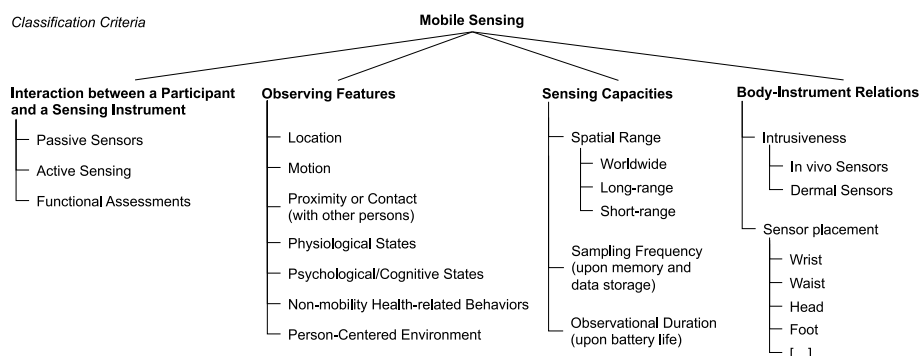 Classification Criteria
Mobile Sensing
Interaction between a Participant
and a Sensing Instrument
Passive Sensors
Active Sensing
Functional Assessments
Observing Features
Location
Motion
Proximity or Contact
(with other persons)
Physiological States
Psychological/Cognitive States
Non-mobility Health-related Behaviors
Person-Centered Environment
Sensing Capacities
Spatial Range
Worldwide
Long-range
Short-range
Sampling Frequency
(upon memory and
data storage)
Observational Duration
(upon battery life)
Body-Instrument Relations
Intrusiveness
In vivo Sensors
Dermal Sensors
Sensor placement
Wrist
Waist
Head
Foot
[...]